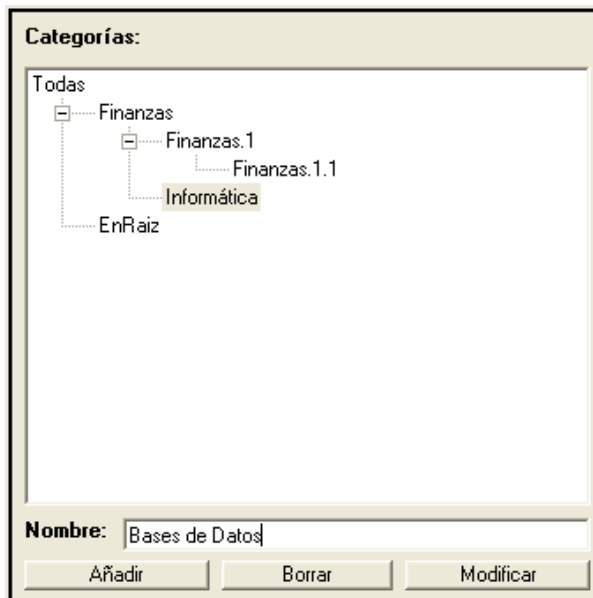 Categorías:
Todas
Finanzas
Finanzas.1
Finanzas.1.1
Informática
EnRaiz
Nombre: Bases de Datos
Añadir Borrar Modificar